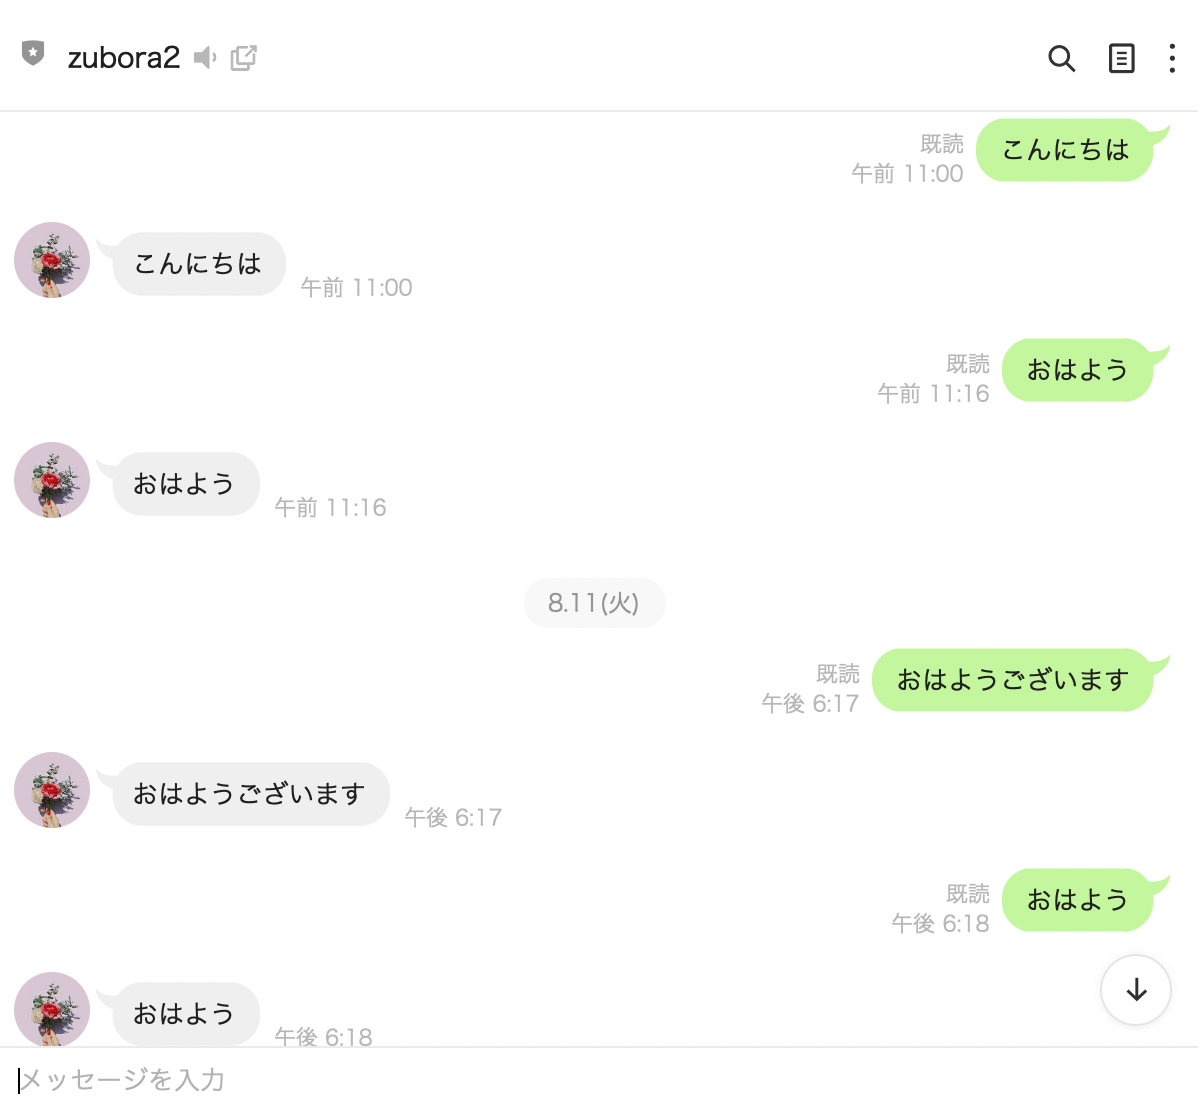 zubora2
既読
午前 11:00
こんにちは
こんにちは
午前 11:00
既読
午前 11:16
おはよう
おはよう
午前 11:16
8.11(火)
既読
午後 6:17
おはようございます
おはようございます
午後 6:17
既読
午後 6:18
おはよう
おはよう
午後 6:18
メッセージを入力